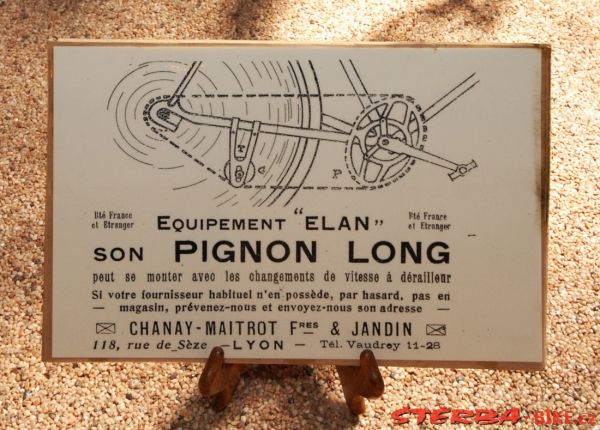 C
P
Bté France
et Etranger
EQUIPEMENT "ELAN"
Bté France
et Etranger
SON PIGNON LONG
peut se monter avec les changements de vitesse à dérailleur
Si votre fournisseur habituel n'en possède, par hasard, pas en
— magasin, prévenez-nous et envoyez-nous son adresse —
CHANAY-MAITROT FRES & JANDIN
118, rue de Sèze —LYON— Tél. Vaudrey 11-28
STERBA-BIKE.cz